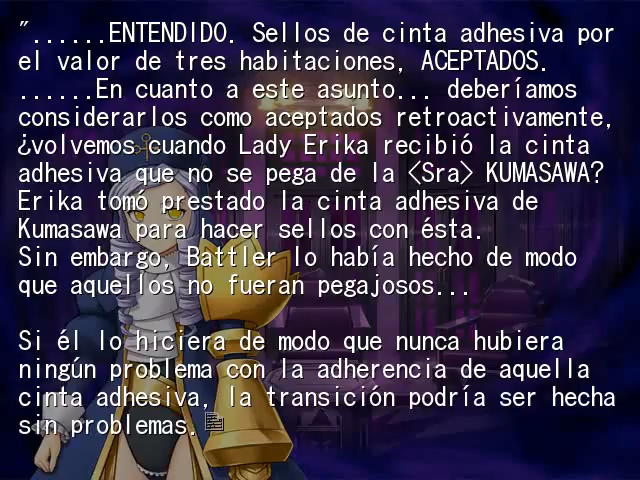 "......ENTENDIDO. Sellos de cinta adhesiva por
el valor de tres habitaciones, ACEPTADOS.
......En cuanto a este asunto... deberíamos
considerarlos como aceptados retroactivamente,
¿volvemos cuando Lady Erika recibió la cinta
adhesiva que no se pega de la <Sra> KUMASAWA?
Erika tomó prestado la cinta adhesiva de
Kumasawa para hacer sellos con ésta.
Sin embargo, Battler lo había hecho de modo
que aquellos no fueran pegajosos...
Si él lo hiciera de modo que nunca hubiera
ningún problema con la adherencia de aquella
cinta adhesiva, la transición podría ser hecha
sin problemas.